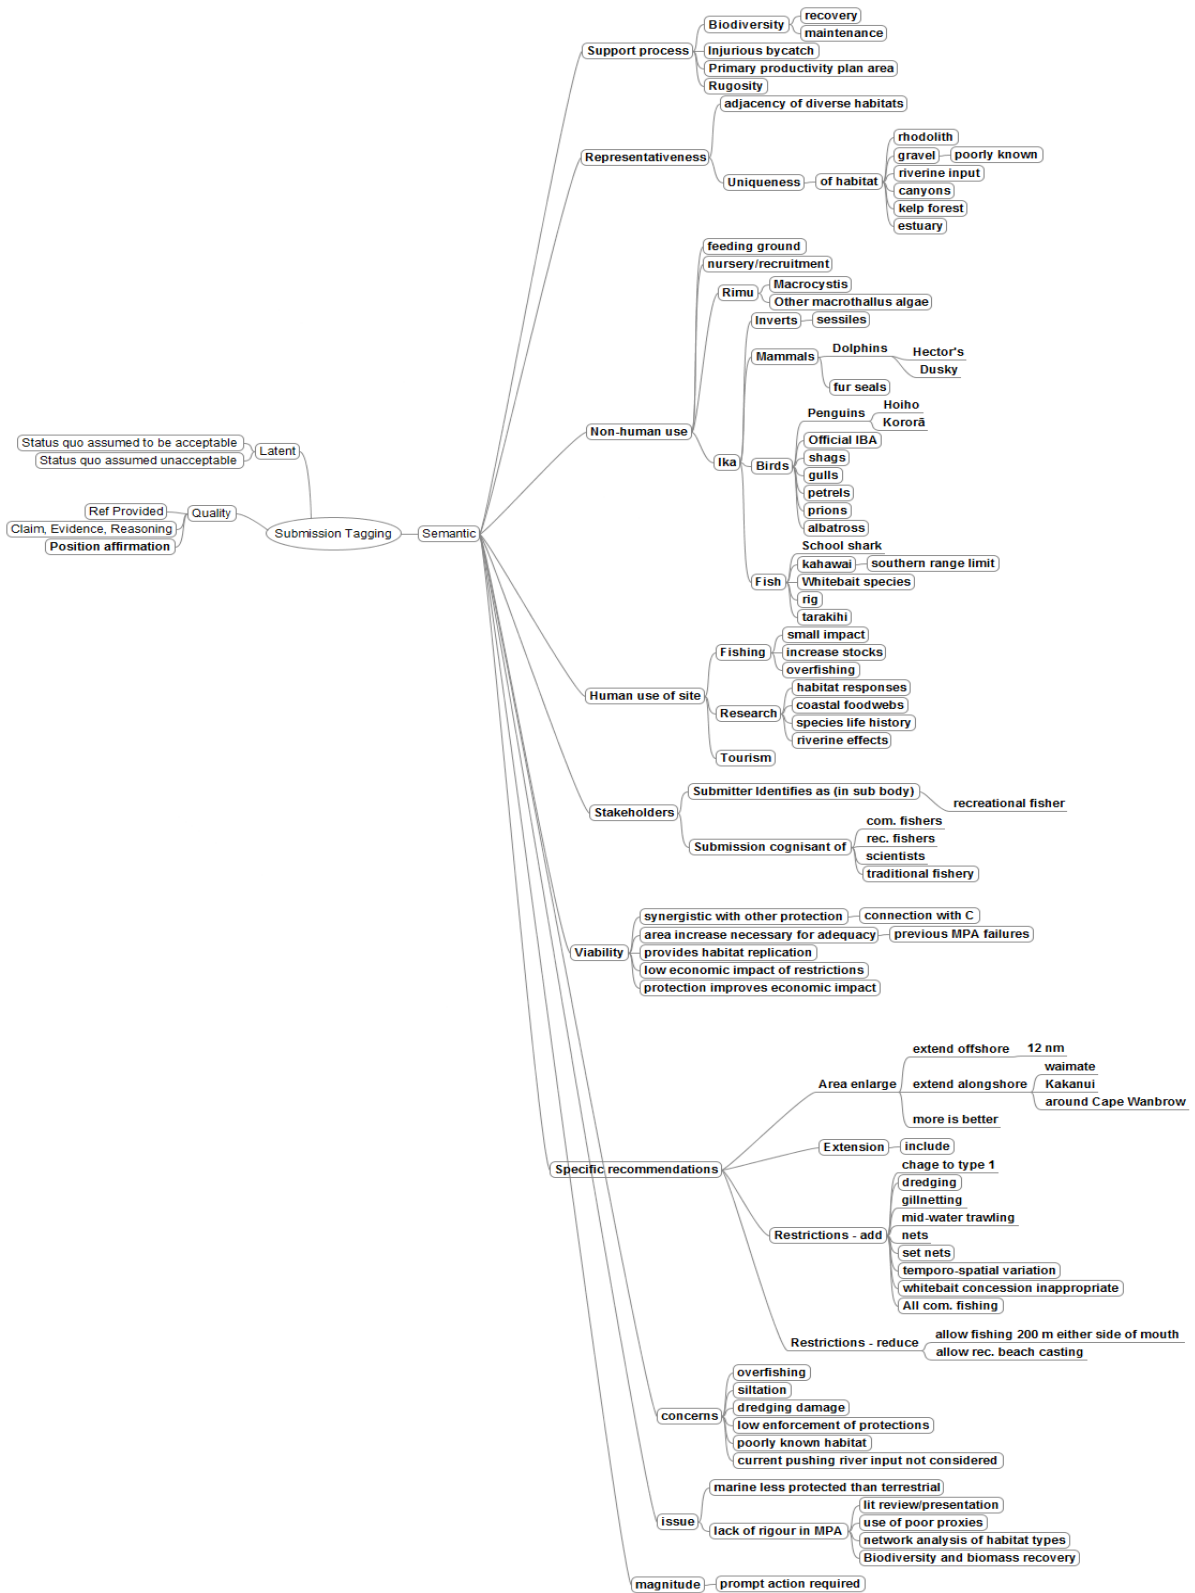 Submission Tagging
Latent
Status quo assumed to be acceptable
Status quo assumed unacceptable
Quality
Ref Provided
Claim, Evidence, Reasoning
Position affirmation
Semantic
Support process
Biodiversity
recovery
maintenance
Injurious bycatch
Primary productivity plan area
Rugosity
Representativeness
adjacency of diverse habitats
Uniqueness
of habitat
rhodolith
gravel
poorly known
riverine input
canyons
kelp forest
estuary
Non-human use
feeding ground
nursery/recruitment
Rimu
Macrocystis
Other macrothallus algae
Ika
Inverts
sessiles
Mammals
Dolphins
Hector's
Dusky
fur seals
Birds
Penguins
Hoiho
Kororā
Official IBA
shags
gulls
petrels
prions
albatross
Fish
School shark
kahawai
southern range limit
Whitebait species
rig
tarakihi
Human use of site
Fishing
small impact
increase stocks
overfishing
Research
habitat responses
coastal foodwebs
species life history
riverine effects
Tourism
Stakeholders
Submitter Identifies as (in sub body)
recreational fisher
Submission cognisant of
com. fishers
rec. fishers
scientists
traditional fishery
Viability
synergistic with other protection
connection with C
area increase necessary for adequacy
previous MPA failures
provides habitat replication
low economic impact of restrictions
protection improves economic impact
Specific recommendations
Area enlarge
extend offshore
12 nm
extend alongshore
waimate
Kakanui
around Cape Wanbrow
more is better
Extension
include
Restrictions - add
chage to type 1
dredging
gillnetting
mid-water trawling
nets
set nets
temporo-spatial variation
whitebait concession inappropriate
All com. fishing
Restrictions - reduce
allow fishing 200 m either side of mouth
allow rec. beach casting
concerns
overfishing
siltation
dredging damage
low enforcement of protections
poorly known habitat
current pushing river input not considered
issue
marine less protected than terrestrial
lack of rigour in MPA
lit review/presentation
use of poor proxies
network analysis of habitat types
Biodiversity and biomass recovery
magnitude
prompt action required